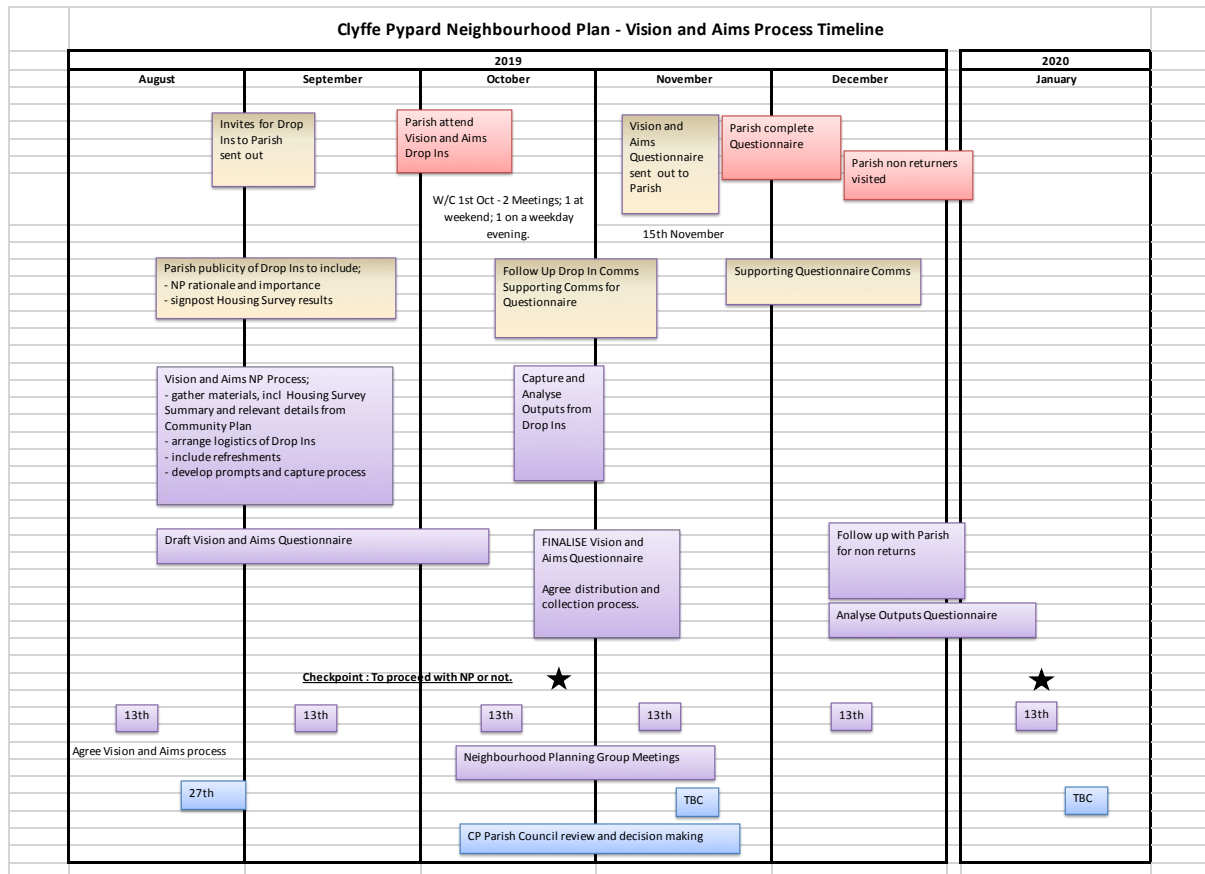 Clyffe Pypard Neighbourhood Plan - Vision and Aims Process Timeline
2019
2020
August
September
October
November
December
January
Invites for Drop
Ins to Parish
sent out
Parish attend
Vision and Aims
Drop Ins
Vision and
Aims
Questionnaire
sent out to
Parish
Parish complete
Questionnaire
Parish non returners
visited
W/C 1st Oct - 2 Meetings; 1 at
weekend; 1 on a weekday
evening.
15th November
Parish publicity of Drop Ins to include;
- NP rationale and importance
- signpost Housing Survey results
Follow Up Drop In Comms
Supporting Comms for
Questionnaire
Supporting Questionnaire Comms
Vision and Aims NP Process;
- gather materials, incl Housing Survey
Summary and relevant details from
Community Plan
- arrange logistics of Drop Ins
- include refreshments
- develop prompts and capture process
Capture and
Analyse
Outputs from
Drop Ins
Draft Vision and Aims Questionnaire
FINALISE Vision and
Aims Questionnaire
Agree distribution and
collection process.
Follow up with Parish
for non returns
Analyse Outputs Questionnaire
Checkpoint : To proceed with NP or not.
13th
13th
13th
13th
13th
13th
Agree Vision and Aims process
Neighbourhood Planning Group Meetings
27th
TBC
TBC
CP Parish Council review and decision making